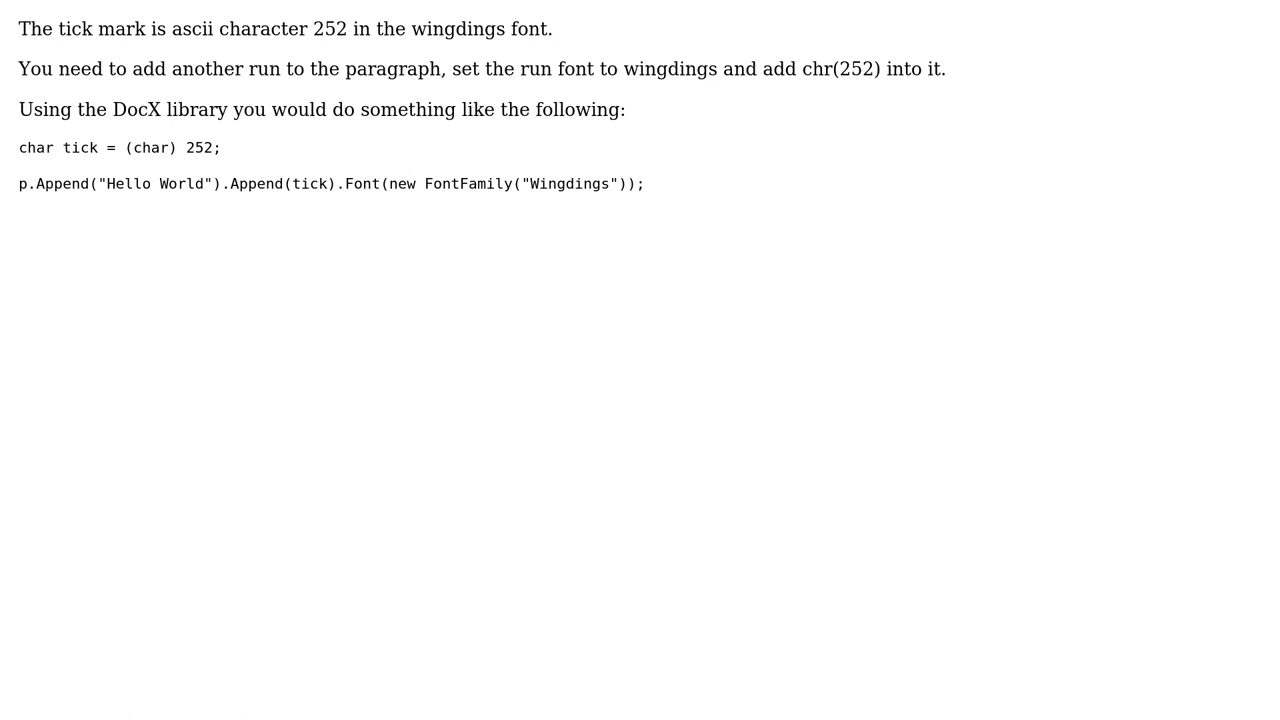 The tick mark is ascii character 252 in the wingdings font.
You need to add another run to the paragraph, set the run font to wingdings and add chr(252) into it.
Using the DocX library you would do something like the following:
char tick = (char) 252;
p.Append("Hello World").Append(tick).Font(new FontFamily("Wingdings"));